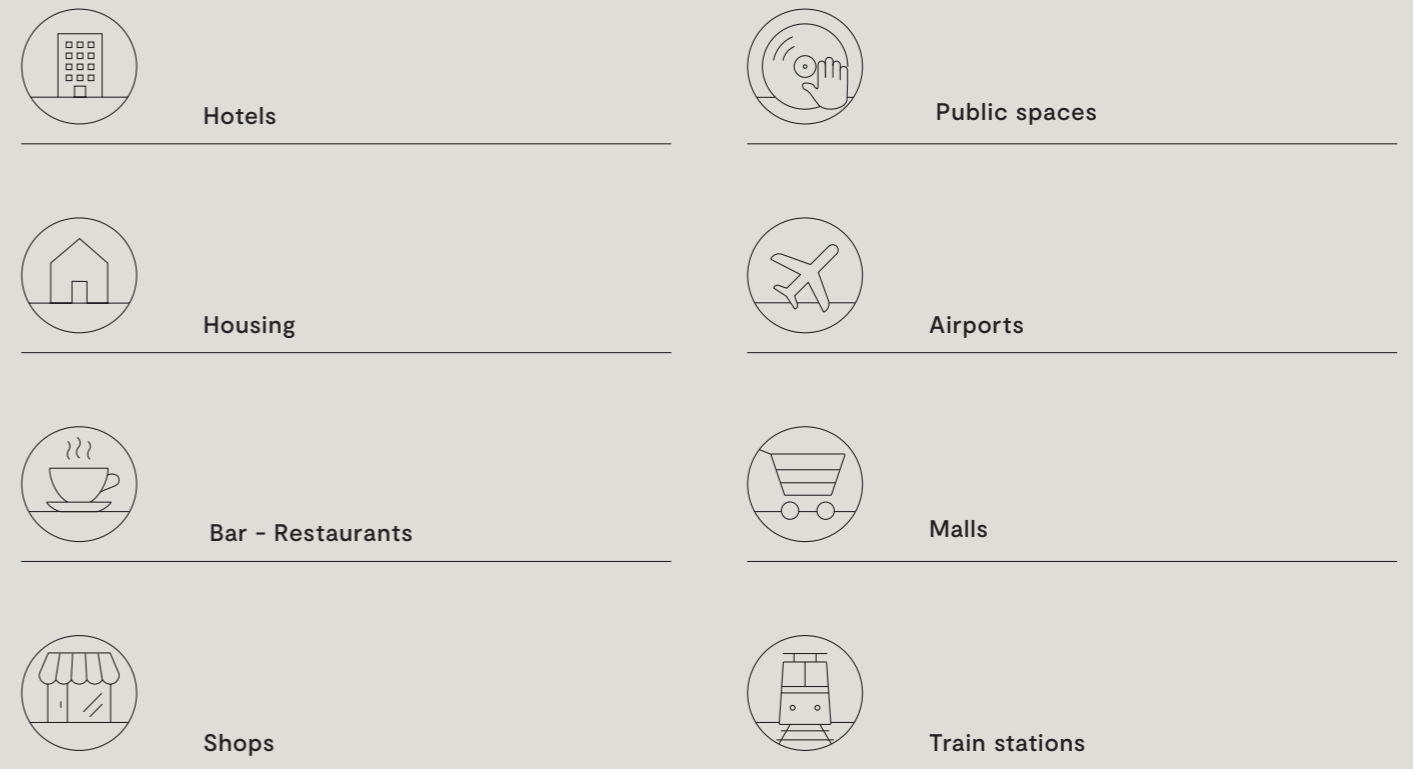 Hotels
Public spaces
Housing
Airports
Bar - Restaurants
Malls
Shops
Train stations